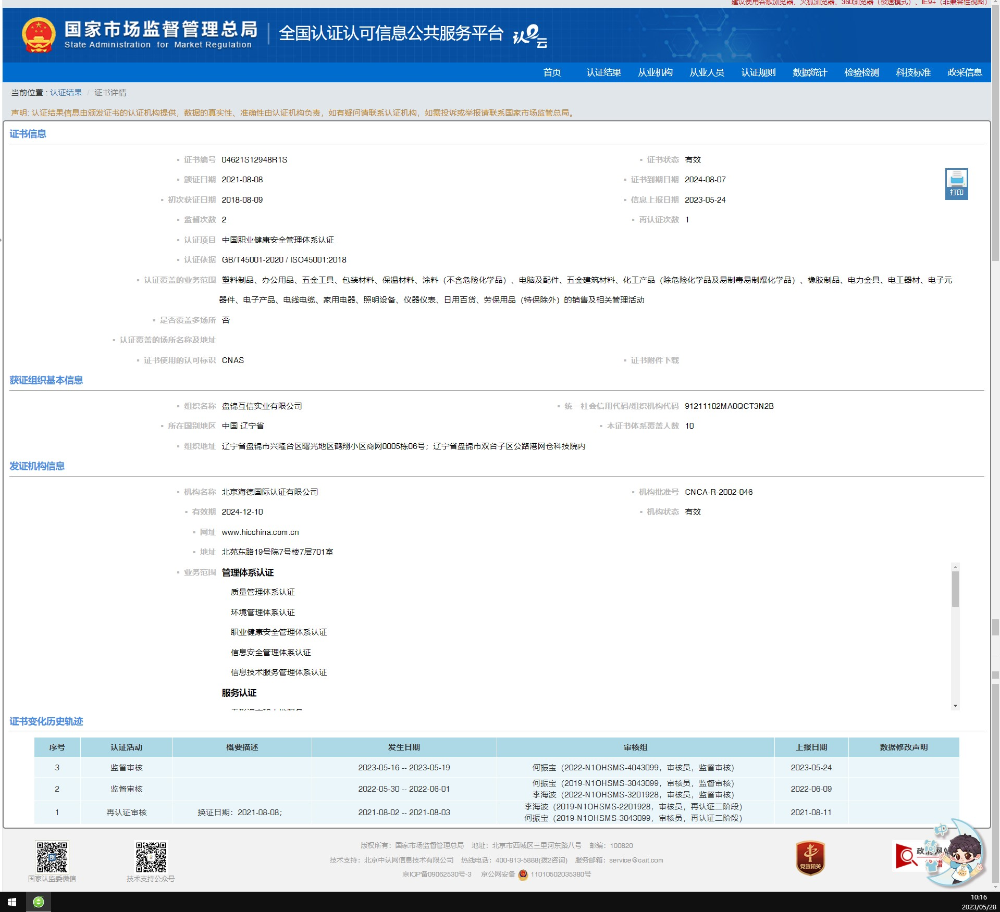 建议使用谷歌浏览器、火狐浏览器、360浏览器（极速模式）、IE9+（非兼容性视图）
国家市场监督管理总局
State Administration for Market Regulation
全国认证认可信息公共服务平台 认e云
首页 认证结果 从业机构 从业人员 认证规则 数据统计 检验检测 科技标准 政采信息
当前位置 : 认证结果 / 证书详情
声明: 认证结果信息由颁发证书的认证机构提供，数据的真实性、准确性由认证机构负责，如有疑问请联系认证机构，如需投诉或举报请联系国家市场监管总局。
证书信息
证书编号 04621S12948R1S 证书状态 有效
颁证日期 2021-08-08 证书到期日期 2024-08-07
打印
初次获证日期 2018-08-09 信息上报日期 2023-05-24
监督次数 2 再认证次数 1
认证项目 中国职业健康安全管理体系认证
认证依据 GB/T45001-2020 / ISO45001:2018
认证覆盖的业务范围 塑料制品、办公用品、五金工具、包装材料、保温材料、涂料（不含危险化学品）、电脑及配件、五金建筑材料、化工产品（除危险化学品及易制毒易制爆化学品）、橡胶制品、电力金具、电工器材、电子元
器件、电子产品、电线电缆、家用电器、照明设备、仪器仪表、日用百货、劳保用品（特保除外）的销售及相关管理活动
是否覆盖多场所 否
认证覆盖的场所名称及地址
证书使用的认可标识 CNAS 证书附件下载
获证组织基本信息
组织名称 盘锦互信实业有限公司 统一社会信用代码/组织机构代码 91211102MA0QCT3N2B
所在国别地区 中国 辽宁省 本证书体系覆盖人数 10
组织地址 辽宁省盘锦市兴隆台区曙光地区鹤翔小区商网0005栋06号；辽宁省盘锦市双台子区公路港网仓科技院内
发证机构信息
机构名称 北京海德国际认证有限公司 机构批准号 CNCA-R-2002-046
有效期 2024-12-10 机构状态 有效
网址 www.hicchina.com.cn
地址 北苑东路19号院7号楼7层701室
业务范围 管理体系认证
质量管理体系认证
环境管理体系认证
职业健康安全管理体系认证
信息安全管理体系认证
信息技术服务管理体系认证
服务认证
证书变化历史轨迹
序号 认证活动 概要描述 发生日期 审核组 上报日期 数据修改声明
3 监督审核 2023-05-16 -- 2023-05-19 何振宝（2022-N1OHSMS-4043099，审核员，监督审核） 2023-05-24
2 监督审核 2022-05-30 -- 2022-06-01 何振宝（2019-N1OHSMS-3043099，审核员，监督审核） 2022-06-09
李海波（2022-N1OHSMS-3201928，审核员，监督审核）
1 再认证审核 换证日期：2021-08-08； 2021-08-02 -- 2021-08-03 李海波（2019-N1OHSMS-2201928，审核员，再认证二阶段） 2021-08-11
何振宝（2019-N1OHSMS-3043099，审核员，再认证二阶段）
版权所有：国家市场监督管理总局 地址：北京市西城区三里河东路八号 邮编：100820
技术支持：北京中认网信息技术有限公司 热线电话：400-813-5888(拨2咨询) 服务邮箱：service@cait.com
京ICP备09062530号-3 京公网安备 11010502035380号
国家认监委微信 技术支持公众号
党政机关
政府网站
10:16
2023/05/28